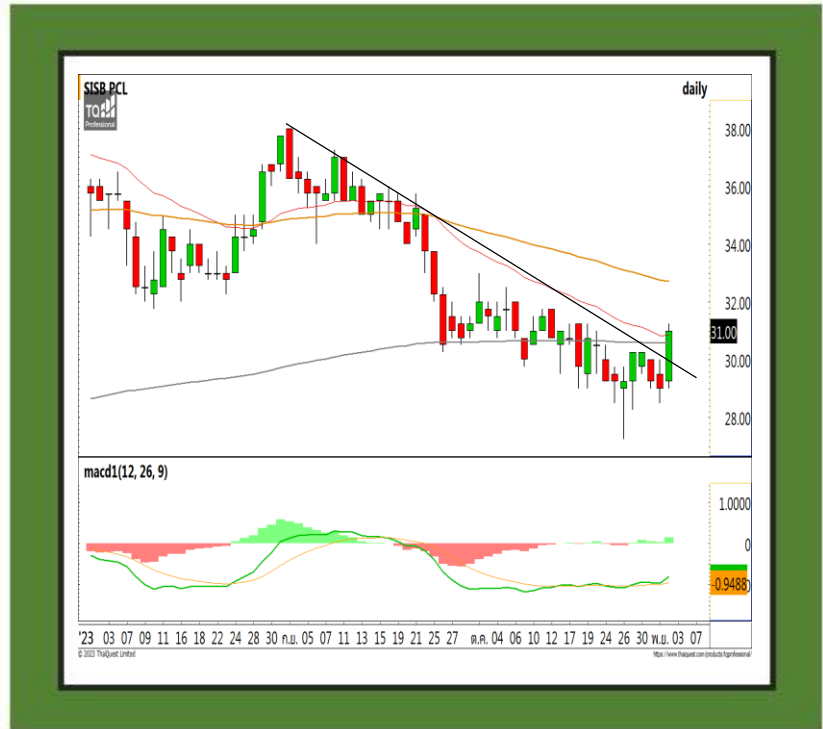 SISB PCL
daily
TQ
Professional
38.00
36.00
34.00
32.00
31.00
30.00
28.00
macd1(12, 26, 9)
1.0000
0
-0.9488
'23 03 07 09 11 16 18 22 24 28 30 ก.ย. 05 07 11 13 15 19 21 25 27 ต.ค. 04 06 10 12 17 19 24 26 30 พ.ย. 03 07
© 2023 ThaiQuest Limited
https://www.thaiquest.com/products/tqprofessional/